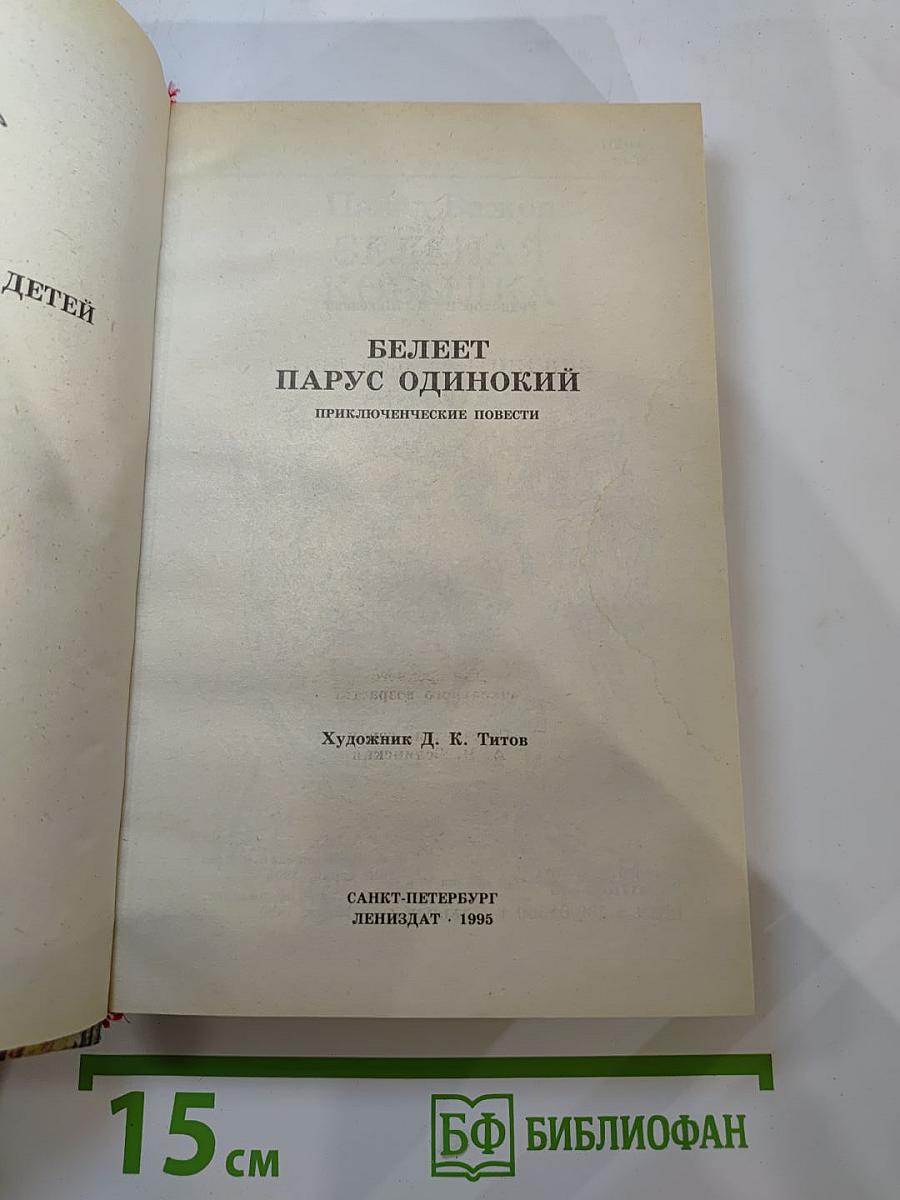 ДЕТЕЙ
БЕЛЕЕТ
ПАРУС ОДИНОКИЙ
ПРИКЛЮЧЕНЧЕСКИЕ ПОВЕСТИ
Художник Д. К. Титов
САНКТ-ПЕТЕРБУРГ
ЛЕНИЗДАТ · 1995
15 см
БФ БИБЛИОФАН